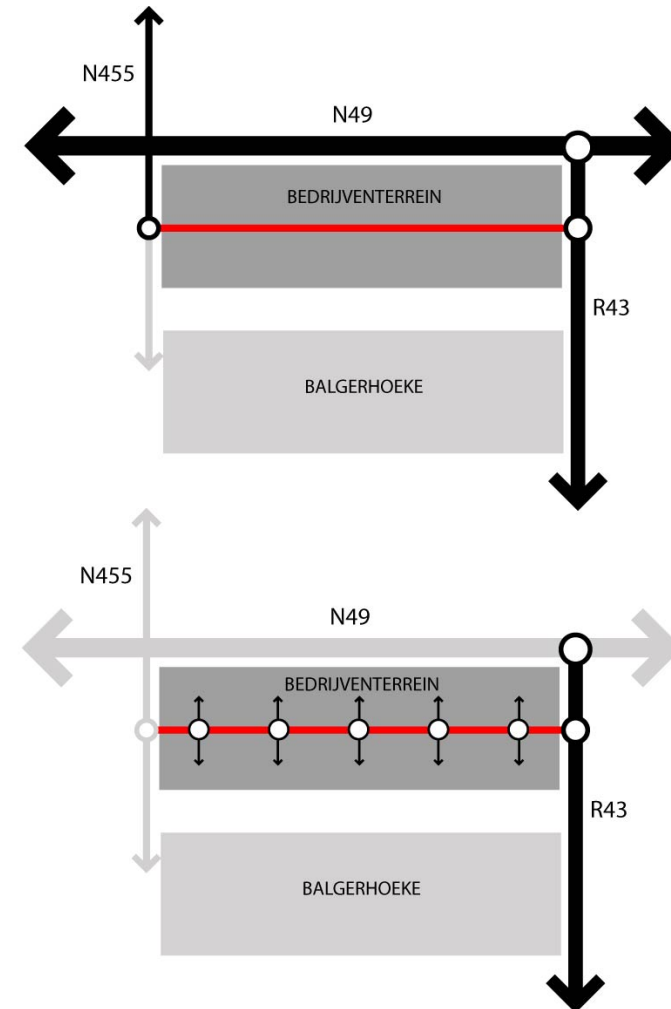 N455
N49
BEDRIJVENTERREIN
R43
BALGERHOEKE
N455
N49
BEDRIJVENTERREIN
R43
BALGERHOEKE